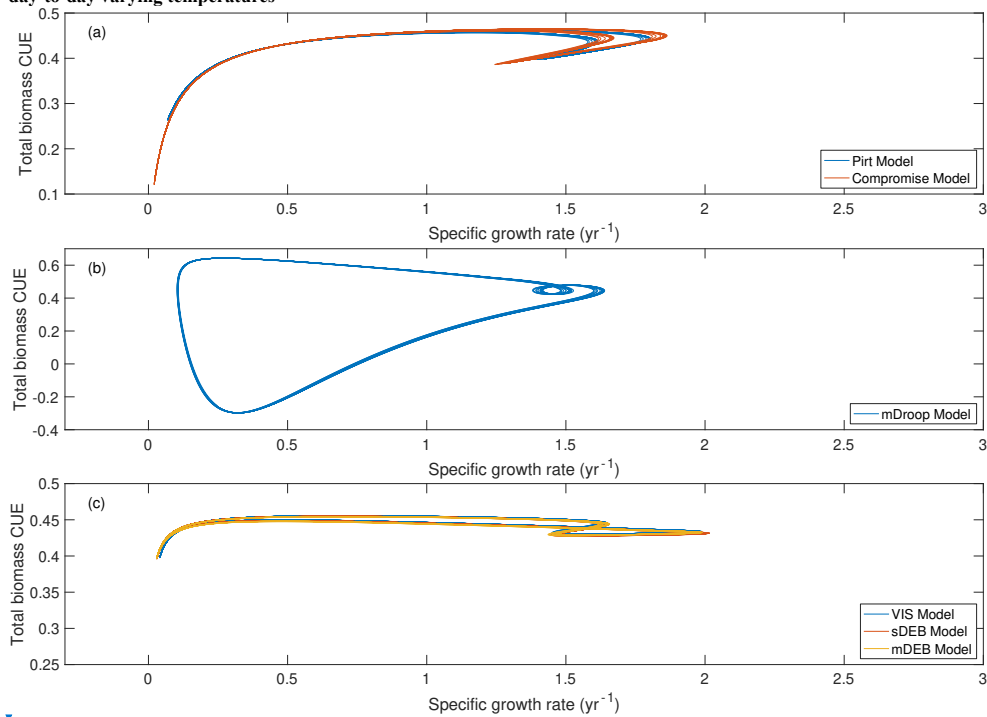 day-to-day varying temperatures
(a)
0.5
0.4
0.3
0.2
0.1
Total biomass CUE
Pirt Model
Compromise Model
0 0.5 1 1.5 2 2.5 3
Specific growth rate (yr⁻¹)
(b)
0.6
0.4
0.2
0
-0.2
-0.4
Total biomass CUE
mDroop Model
0 0.5 1 1.5 2 2.5 3
Specific growth rate (yr⁻¹)
(c)
0.5
0.45
0.4
0.35
0.3
0.25
Total biomass CUE
VIS Model
sDEB Model
mDEB Model
0 0.5 1 1.5 2 2.5 3
Specific growth rate (yr⁻¹)